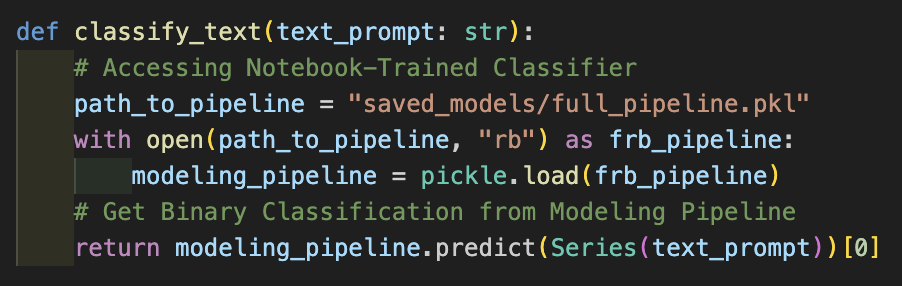 def classify_text(text_prompt: str):
    # Accessing Notebook-Trained Classifier
    path_to_pipeline = "saved_models/full_pipeline.pkl"
    with open(path_to_pipeline, "rb") as frb_pipeline:
        modeling_pipeline = pickle.load(frb_pipeline)
    # Get Binary Classification from Modeling Pipeline
    return modeling_pipeline.predict(Series(text_prompt))[0]